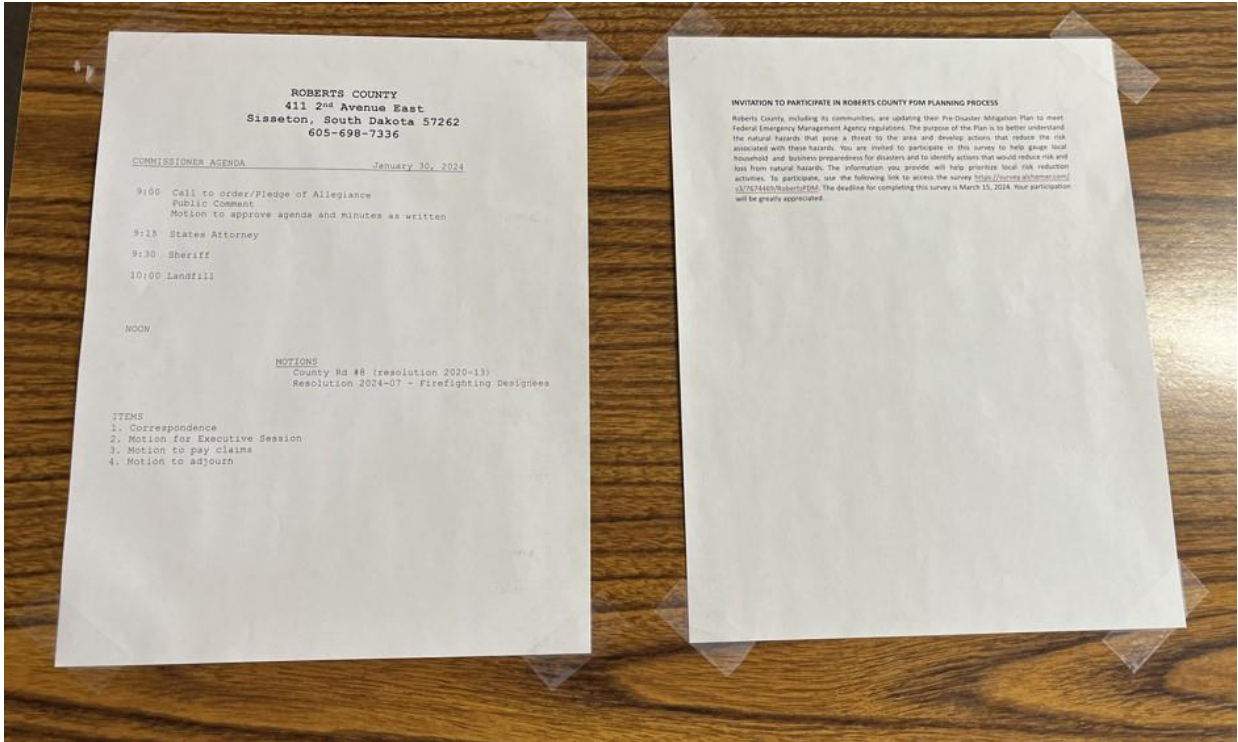 ROBERTS COUNTY
411 2nd Avenue East
Sisseton, South Dakota 57262
605-698-7336
COMMISSIONER AGENDA January 30, 2024
9:00 Call to order/Pledge of Allegiance
Public Comment
Motion to approve agenda and minutes as written
9:15 States Attorney
9:30 Sheriff
10:00 Landfill
NOON
MOTIONS
County Rd #8 (resolution 2020-13)
Resolution 2024-07 - Firefighting Designees
ITEMS
1. Correspondence
2. Motion for Executive Session
3. Motion to pay claims
4. Motion to adjourn
INVITATION TO PARTICIPATE IN ROBERTS COUNTY PDM PLANNING PROCESS
Roberts County, including its communities, are updating their Pre-Disaster Mitigation Plan to meet
Federal Emergency Management Agency regulations. The purpose of the Plan is to better understand
the natural hazards that pose a threat to the area and develop actions that reduce the risk
associated with these hazards. You are invited to participate in this survey to help gauge local
household and business preparedness for disasters and to identify actions that would reduce risk and
loss from natural hazards. The information you provide will help prioritize local risk reduction
activities. To participate, use the following link to access the survey https://survey.alchemer.com/
s3/7674469/RobertsPDM. The deadline for completing this survey is March 15, 2024. Your participation
will be greatly appreciated.